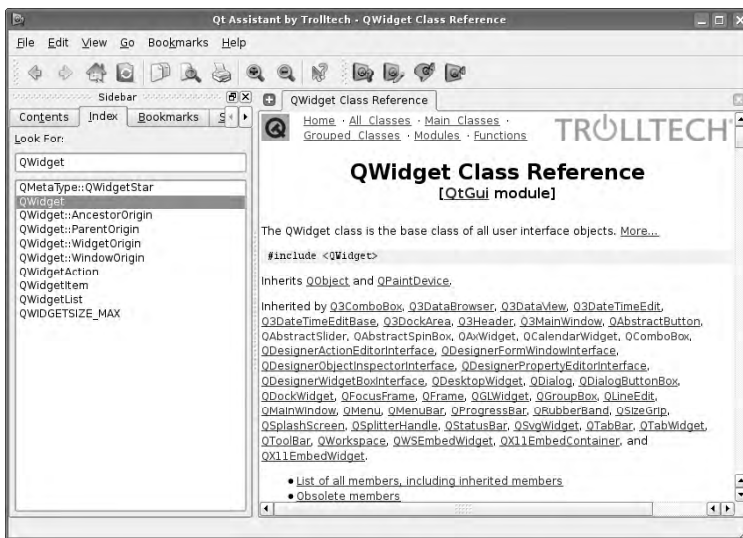 Qt Assistant by Trolltech - QWidget Class Reference
File Edit View Go Bookmarks Help
Sidebar
Contents Index Bookmarks S
Look For:
QWidget
QMetaType::QWidgetStar
QWidget
QWidget::AncestorOrigin
QWidget::ParentOrigin
QWidget::WidgetOrigin
QWidget::WindowOrigin
QWidgetAction
QWidgetItem
QWidgetList
QWIDGETSIZE_MAX
QWidget Class Reference
Home · All Classes · Main Classes ·
Grouped Classes · Modules · Functions
TROLLTECH
QWidget Class Reference
[QtGui module]
The QWidget class is the base class of all user interface objects. More...
#include <QWidget>
Inherits QObject and QPaintDevice.
Inherited by Q3ComboBox, Q3DataBrowser, Q3DataView, Q3DateTimeEdit,
Q3DateTimeEditBase, Q3DockArea, Q3Header, Q3MainWindow, QAbstractButton,
QAbstractSlider, QAbstractSpinBox, QAxWidget, QCalendarWidget, QComboBox,
QDesignerActionEditorInterface, QDesignerFormWindowInterface,
QDesignerObjectInspectorInterface, QDesignerPropertyEditorInterface,
QDesignerWidgetBoxInterface, QDesktopWidget, QDialog, QDialogButtonBox,
QDockWidget, QFocusFrame, QFrame, QGLWidget, QGroupBox, QLineEdit,
QMainWindow, QMenu, QMenuBar, QProgressBar, QRubberBand, QSizeGrip,
QSplashScreen, QSplitterHandle, QStatusBar, QSvgWidget, QTabBar, QTabWidget,
QToolBar, QWorkspace, QWSEmbedWidget, QX11EmbedContainer, and
QX11EmbedWidget.
• List of all members, including inherited members
• Obsolete members